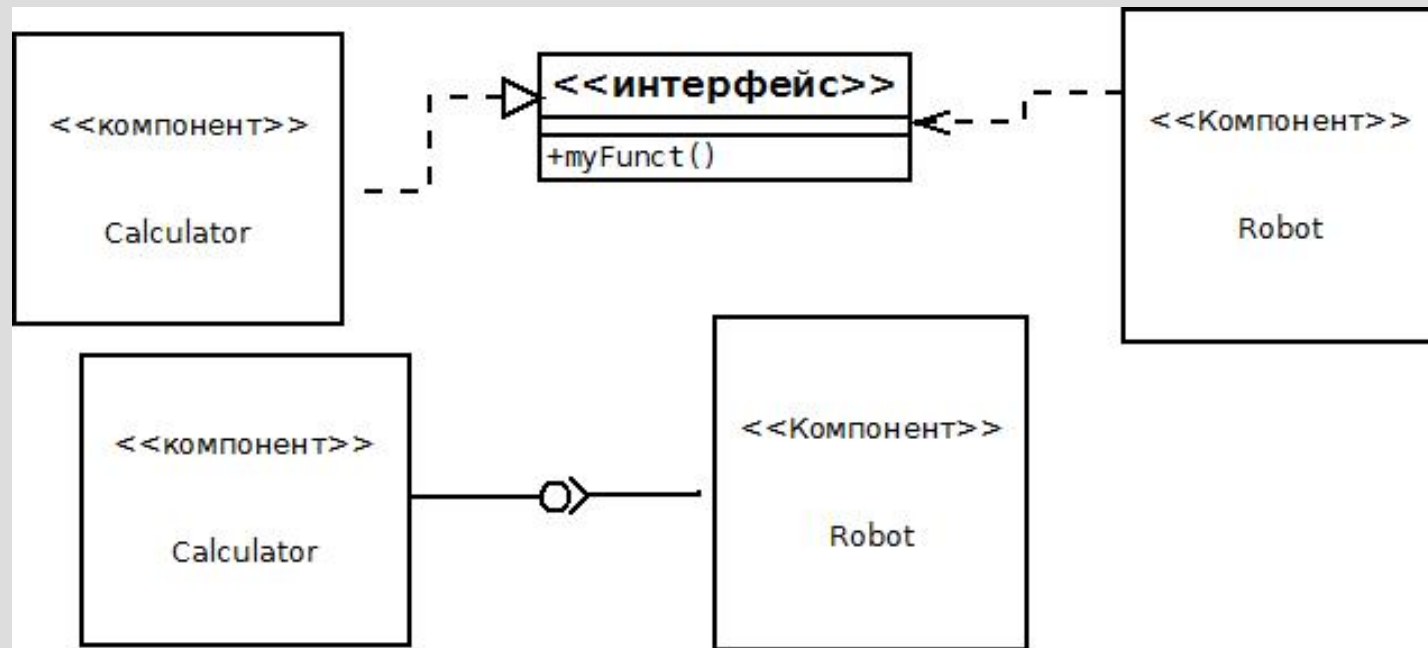 <<компонент>>
Calculator
<<интерфейс>>
+myFunct()
<<Компонент>>
Robot
<<компонент>>
Calculator
<<Компонент>>
Robot